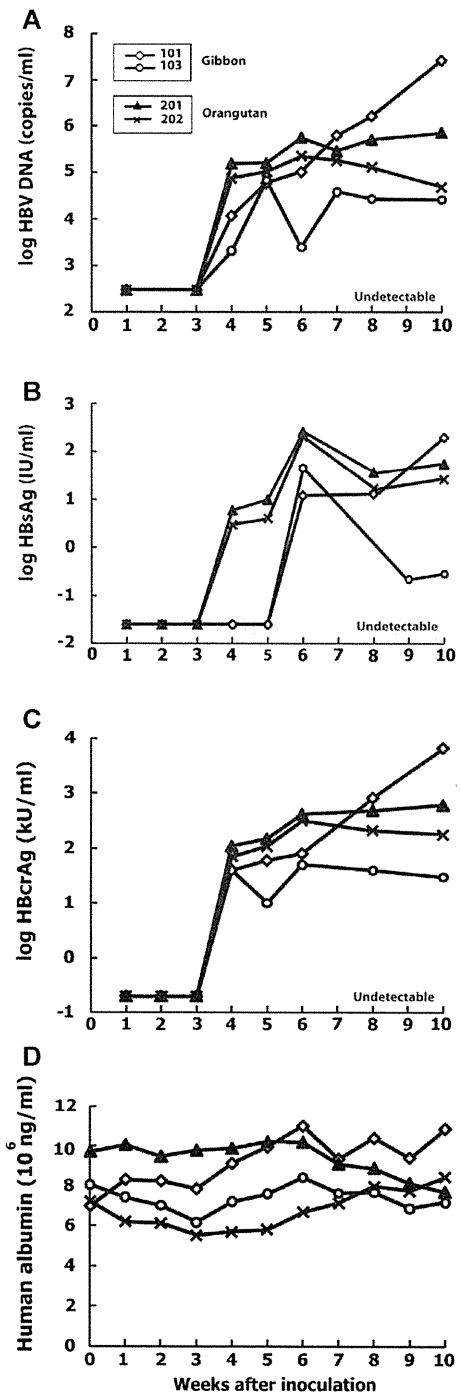 A
log HBV DNA (copies/ml)
8
7
6
5
4
3
2
101
103
Gibbon
201
202
Orangutan
Undetectable
0 1 2 3 4 5 6 7 8 9 10
B
log HBsAg (IU/ml)
3
2
1
0
-1
-2
Undetectable
0 1 2 3 4 5 6 7 8 9 10
C
log HBcrAg (kU/ml)
4
3
2
1
0
-1
Undetectable
0 1 2 3 4 5 6 7 8 9 10
D
Human albumin (10^6 ng/ml)
12
10
8
6
4
2
0
0 1 2 3 4 5 6 7 8 9 10
Weeks after inoculation